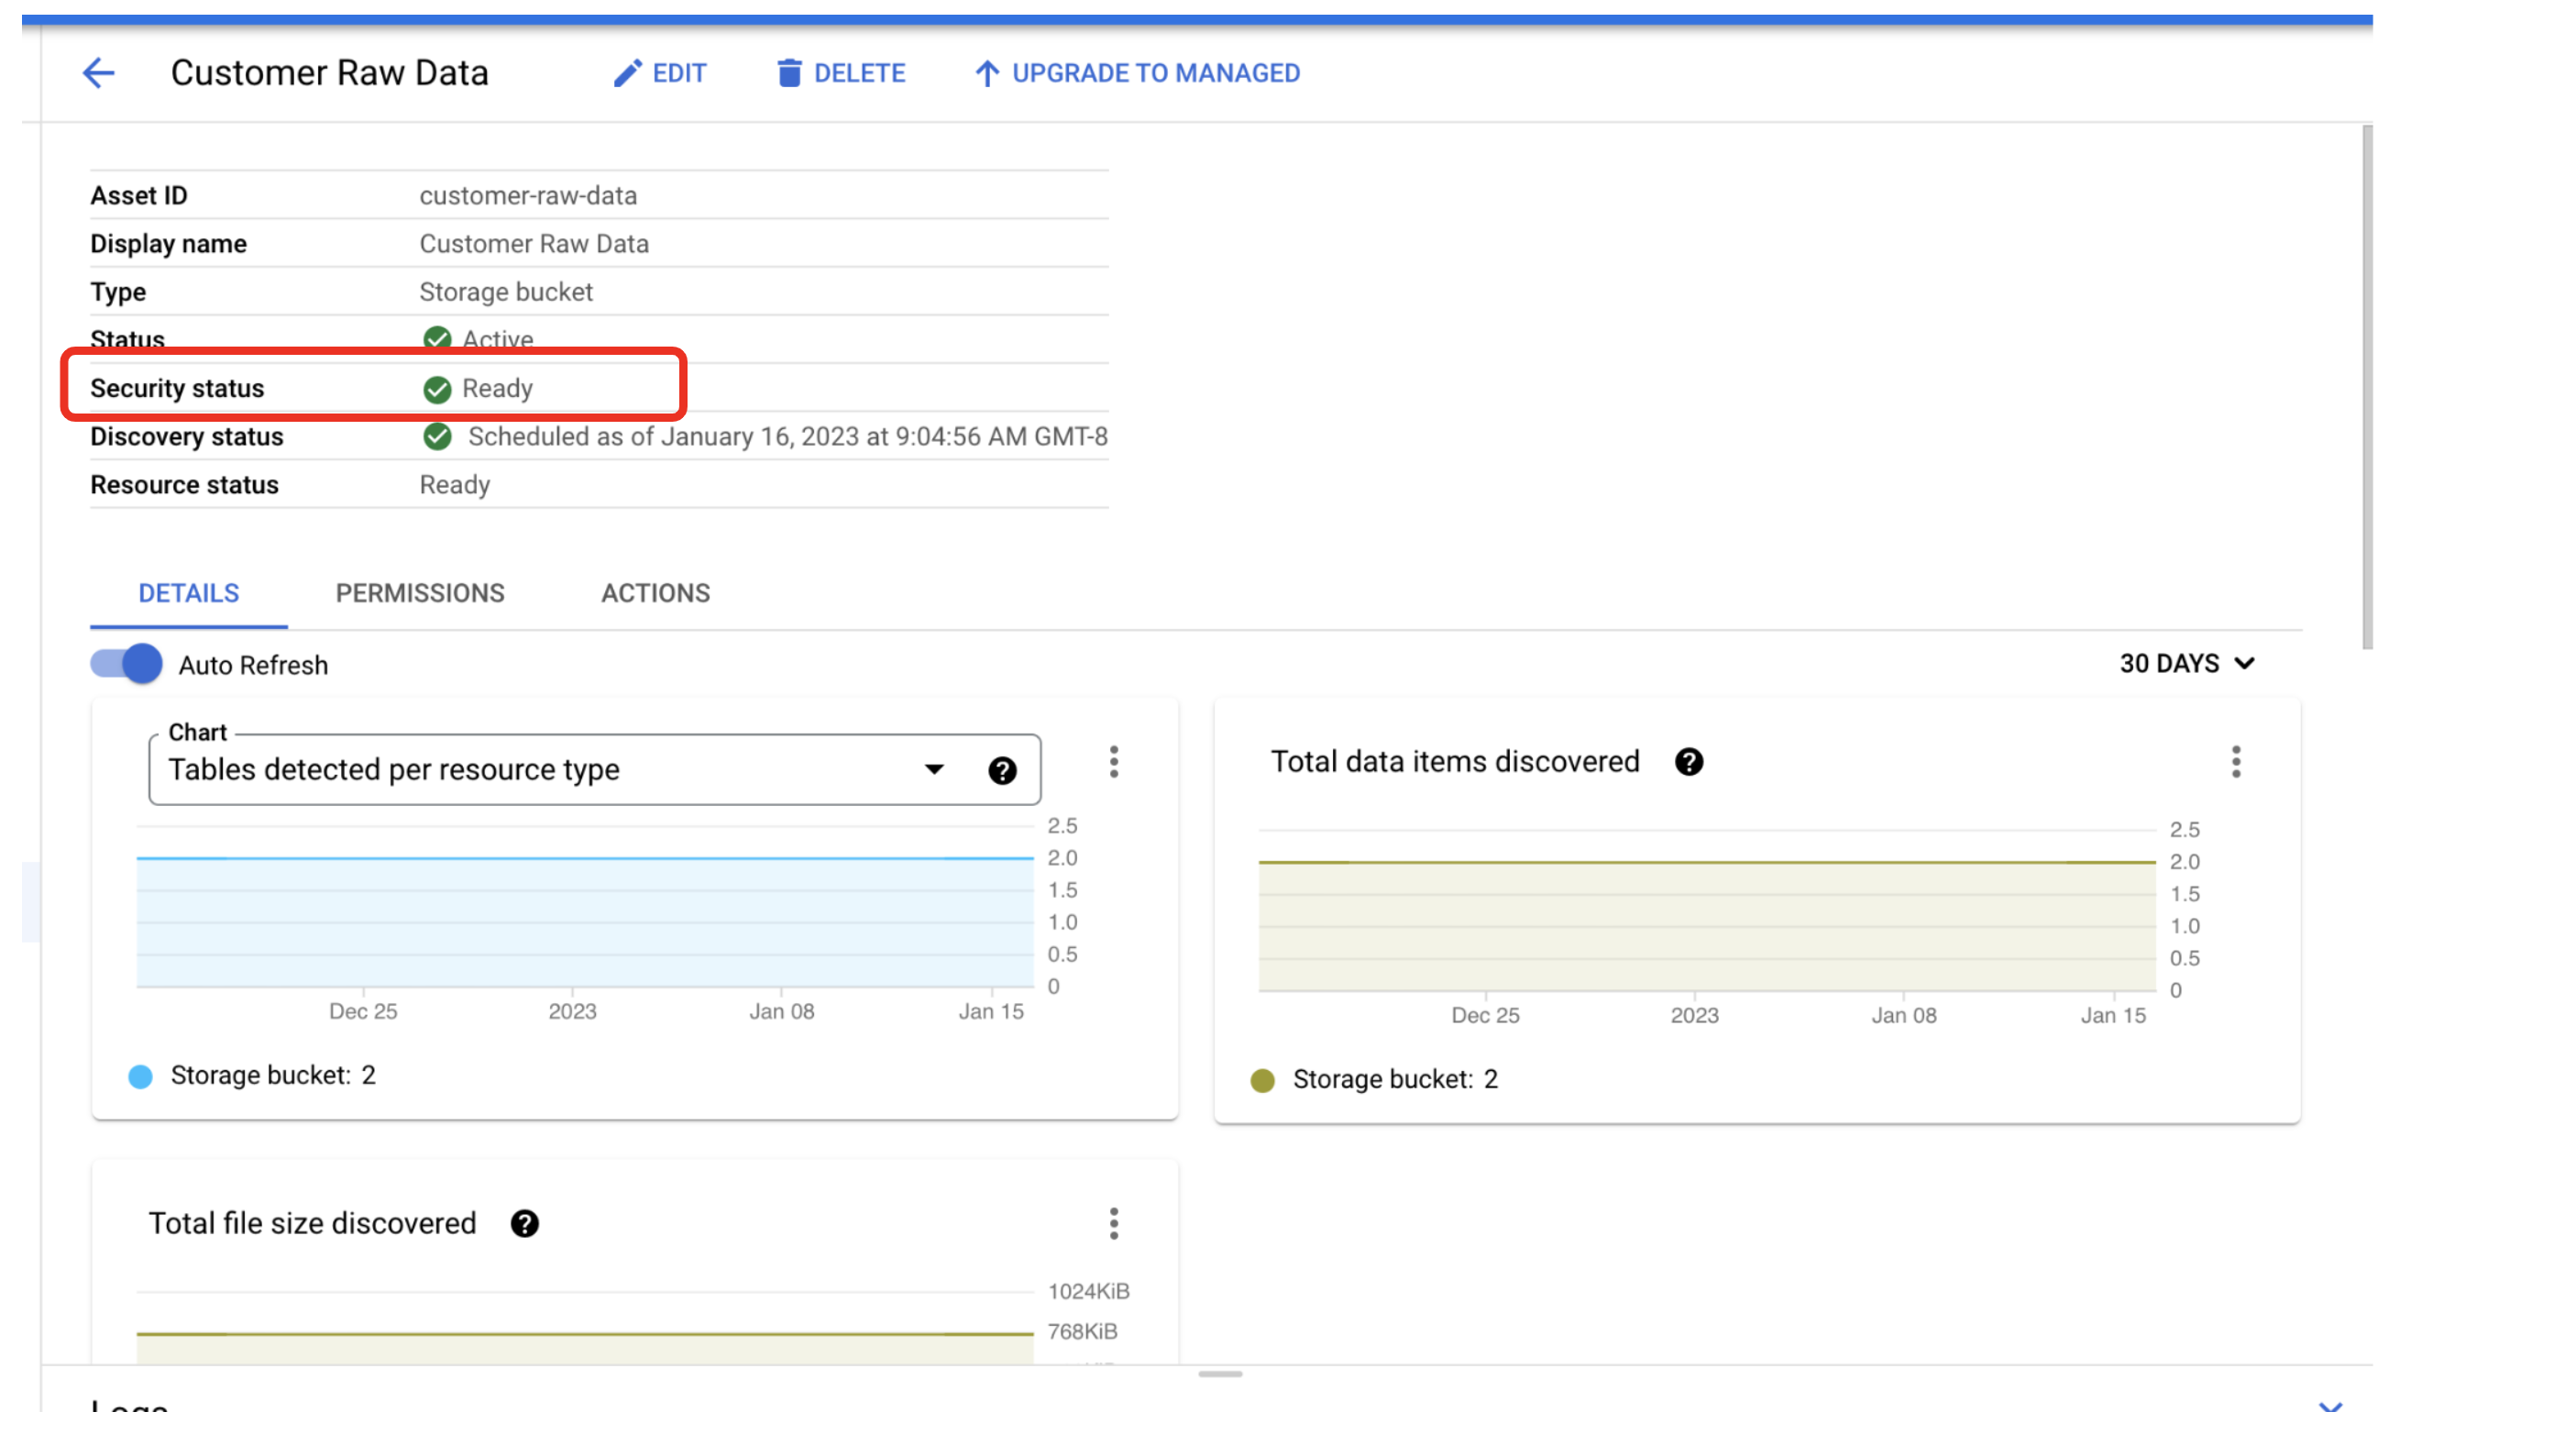 Customer Raw Data EDIT DELETE UPGRADE TO MANAGED
Asset ID customer-raw-data
Display name Customer Raw Data
Type Storage bucket
Status Active
Security status Ready
Discovery status Scheduled as of January 16, 2023 at 9:04:56 AM GMT-8
Resource status Ready
DETAILS PERMISSIONS ACTIONS
Auto Refresh 30 DAYS
Chart
Tables detected per resource type
2.5
2.0
1.5
1.0
0.5
0
Dec 25 2023 Jan 08 Jan 15
Storage bucket: 2
Total data items discovered
2.5
2.0
1.5
1.0
0.5
0
Dec 25 2023 Jan 08 Jan 15
Storage bucket: 2
Total file size discovered
1024KiB
768KiB
Logs